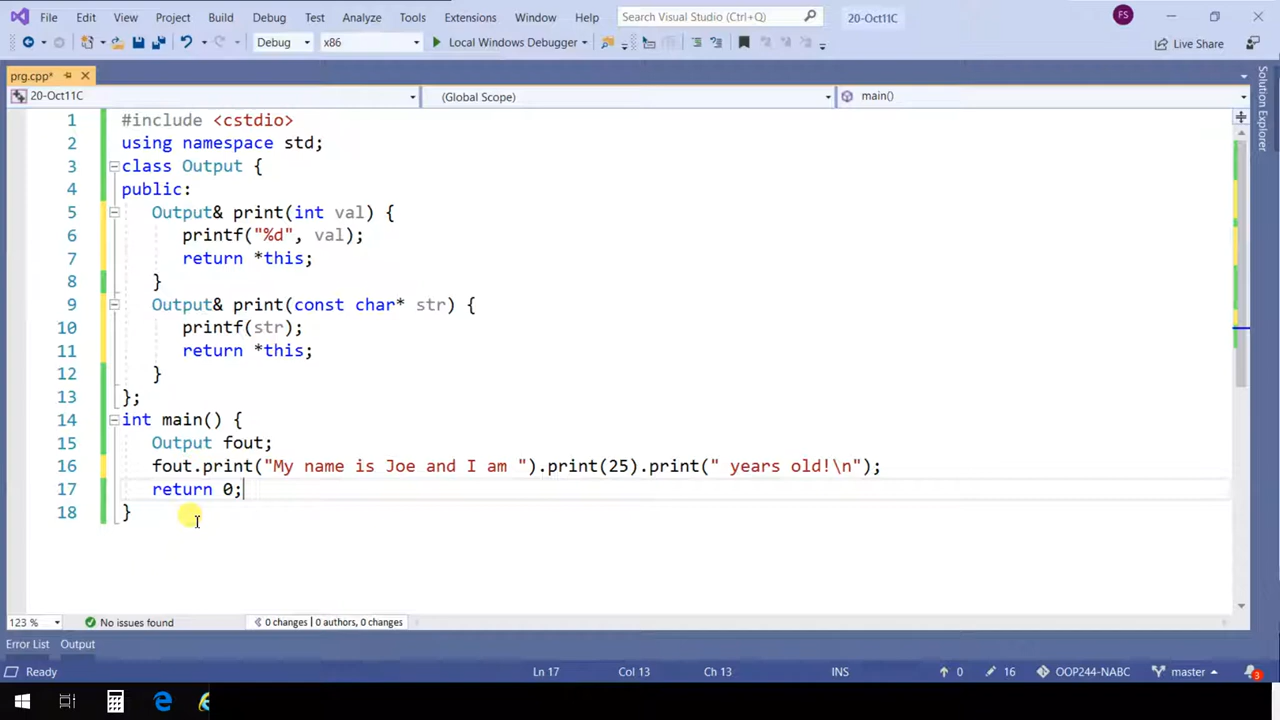 File Edit View Project Build Debug Test Analyze Tools Extensions Window Help Search Visual Studio (Ctrl+Q) 20-Oct11C FS
Debug x86 Local Windows Debugger Live Share
prg.cpp*
20-Oct11C (Global Scope) main()
Solution Explorer
1 #include <cstdio>
2 using namespace std;
3 class Output {
4 public:
5 Output& print(int val) {
6 printf("%d", val);
7 return *this;
8 }
9 Output& print(const char* str) {
10 printf(str);
11 return *this;
12 }
13 };
14 int main() {
15 Output fout;
16 fout.print("My name is Joe and I am ").print(25).print(" years old!\n");
17 return 0;
18 }
123 % No issues found 0 changes | 0 authors, 0 changes
Error List Output
Ready Ln 17 Col 13 Ch 13 INS 0 16 OOP244-NABC master 3